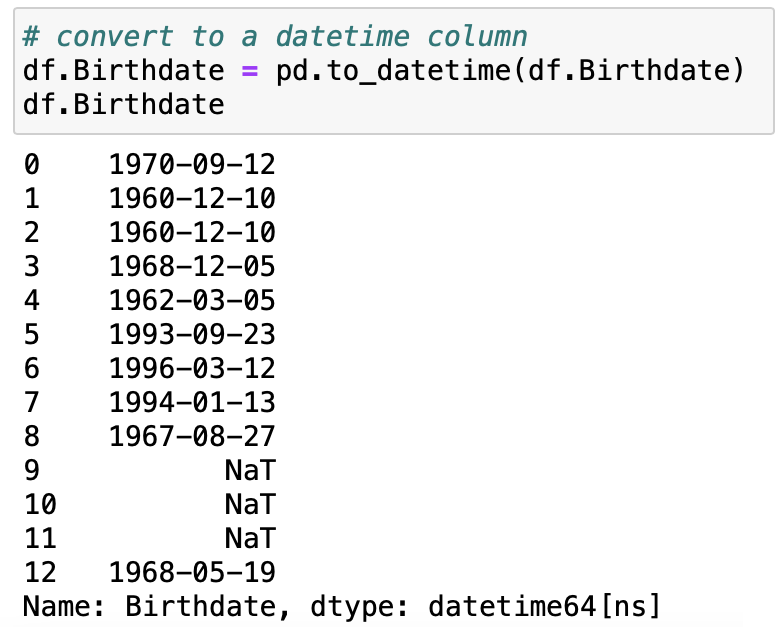 # convert to a datetime column
df.Birthdate = pd.to_datetime(df.Birthdate)
df.Birthdate
0 1970-09-12
1 1960-12-10
2 1960-12-10
3 1968-12-05
4 1962-03-05
5 1993-09-23
6 1996-03-12
7 1994-01-13
8 1967-08-27
9 NaT
10 NaT
11 NaT
12 1968-05-19
Name: Birthdate, dtype: datetime64[ns]